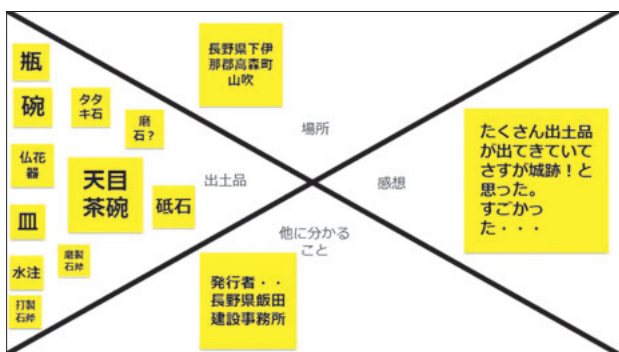 長野県下伊
那郡高森町
山吹
場所
瓶
碗
タタ
キ石
磨
石？
仏花
器
天目
茶碗
砥石
皿
水注
磨製
石斧
打製
石斧
出土品
感想
たくさん出土品
が出てきていて
さすが城跡！と
思った。
すごかっ
た・・・
他に分かる
こと
発行者・・
長野県飯田
建設事務所